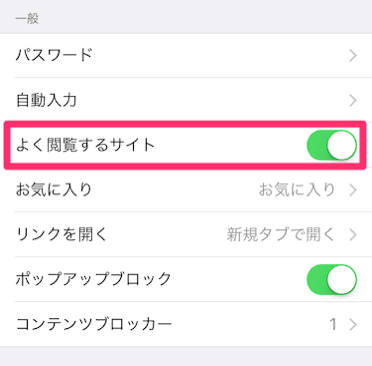 一般
パスワード
自動入力
よく閲覧するサイト
お気に入り お気に入り
リンクを開く 新規タブで開く
ポップアップブロック
コンテンツブロッカー 1